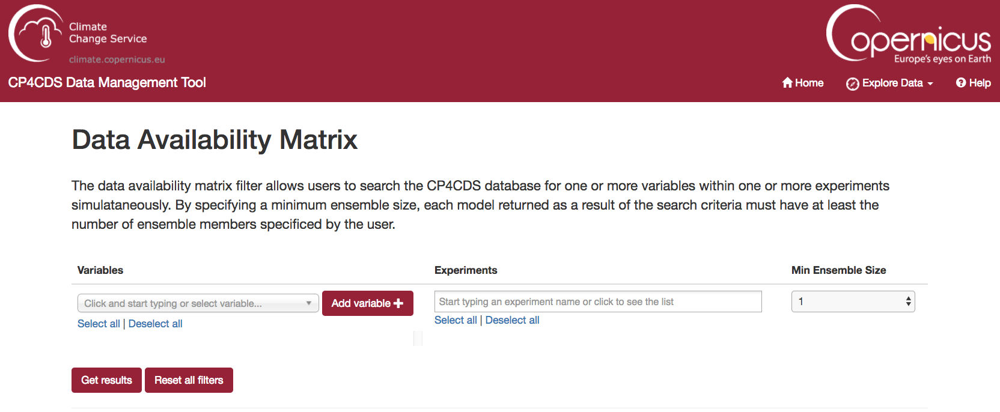 Climate
Change Service
climate.copernicus.eu
opernicus
Europe's eyes on Earth
CP4CDS Data Management Tool
Home
Explore Data
Help
Data Availability Matrix
The data availability matrix filter allows users to search the CP4CDS database for one or more variables within one or more experiments
simulataneously. By specifying a minimum ensemble size, each model returned as a result of the search criteria must have at least the
number of ensemble members specificed by the user.
Variables
Experiments
Min Ensemble Size
Click and start typing or select variable...
Add variable
Start typing an experiment name or click to see the list
1
Select all | Deselect all
Select all | Deselect all
Get results
Reset all filters